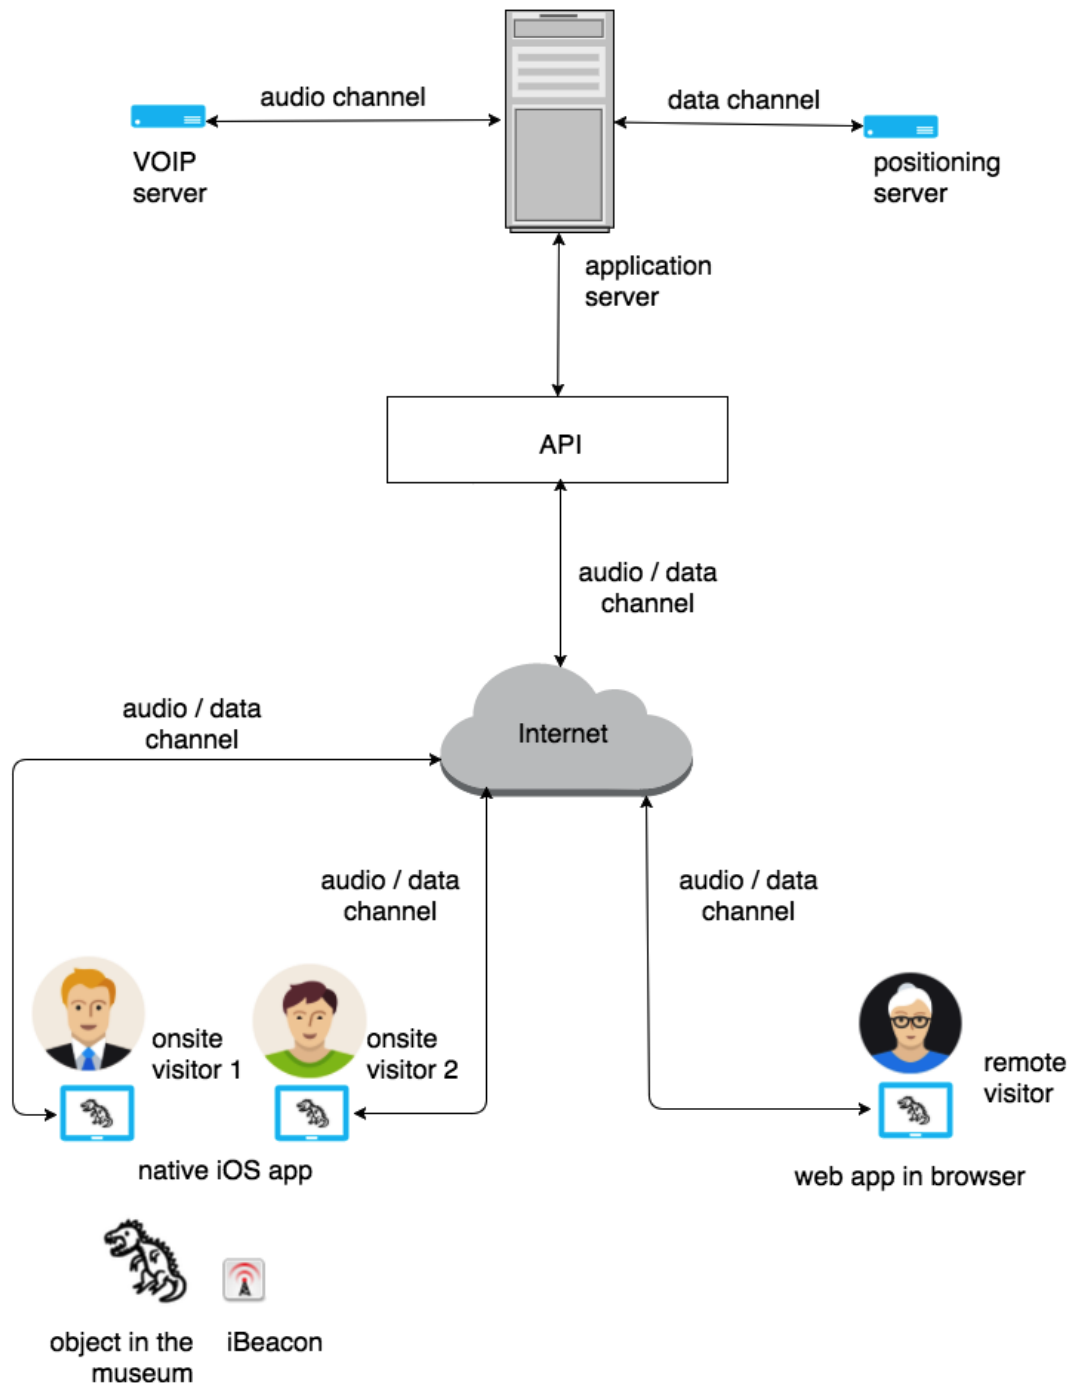 audio channel
data channel
VOIP
server
positioning
server
application
server
API
audio / data
channel
audio / data
channel
Internet
audio / data
channel
audio / data
channel
onsite
visitor 1
onsite
visitor 2
remote
visitor
native iOS app
web app in browser
object in the
museum
iBeacon